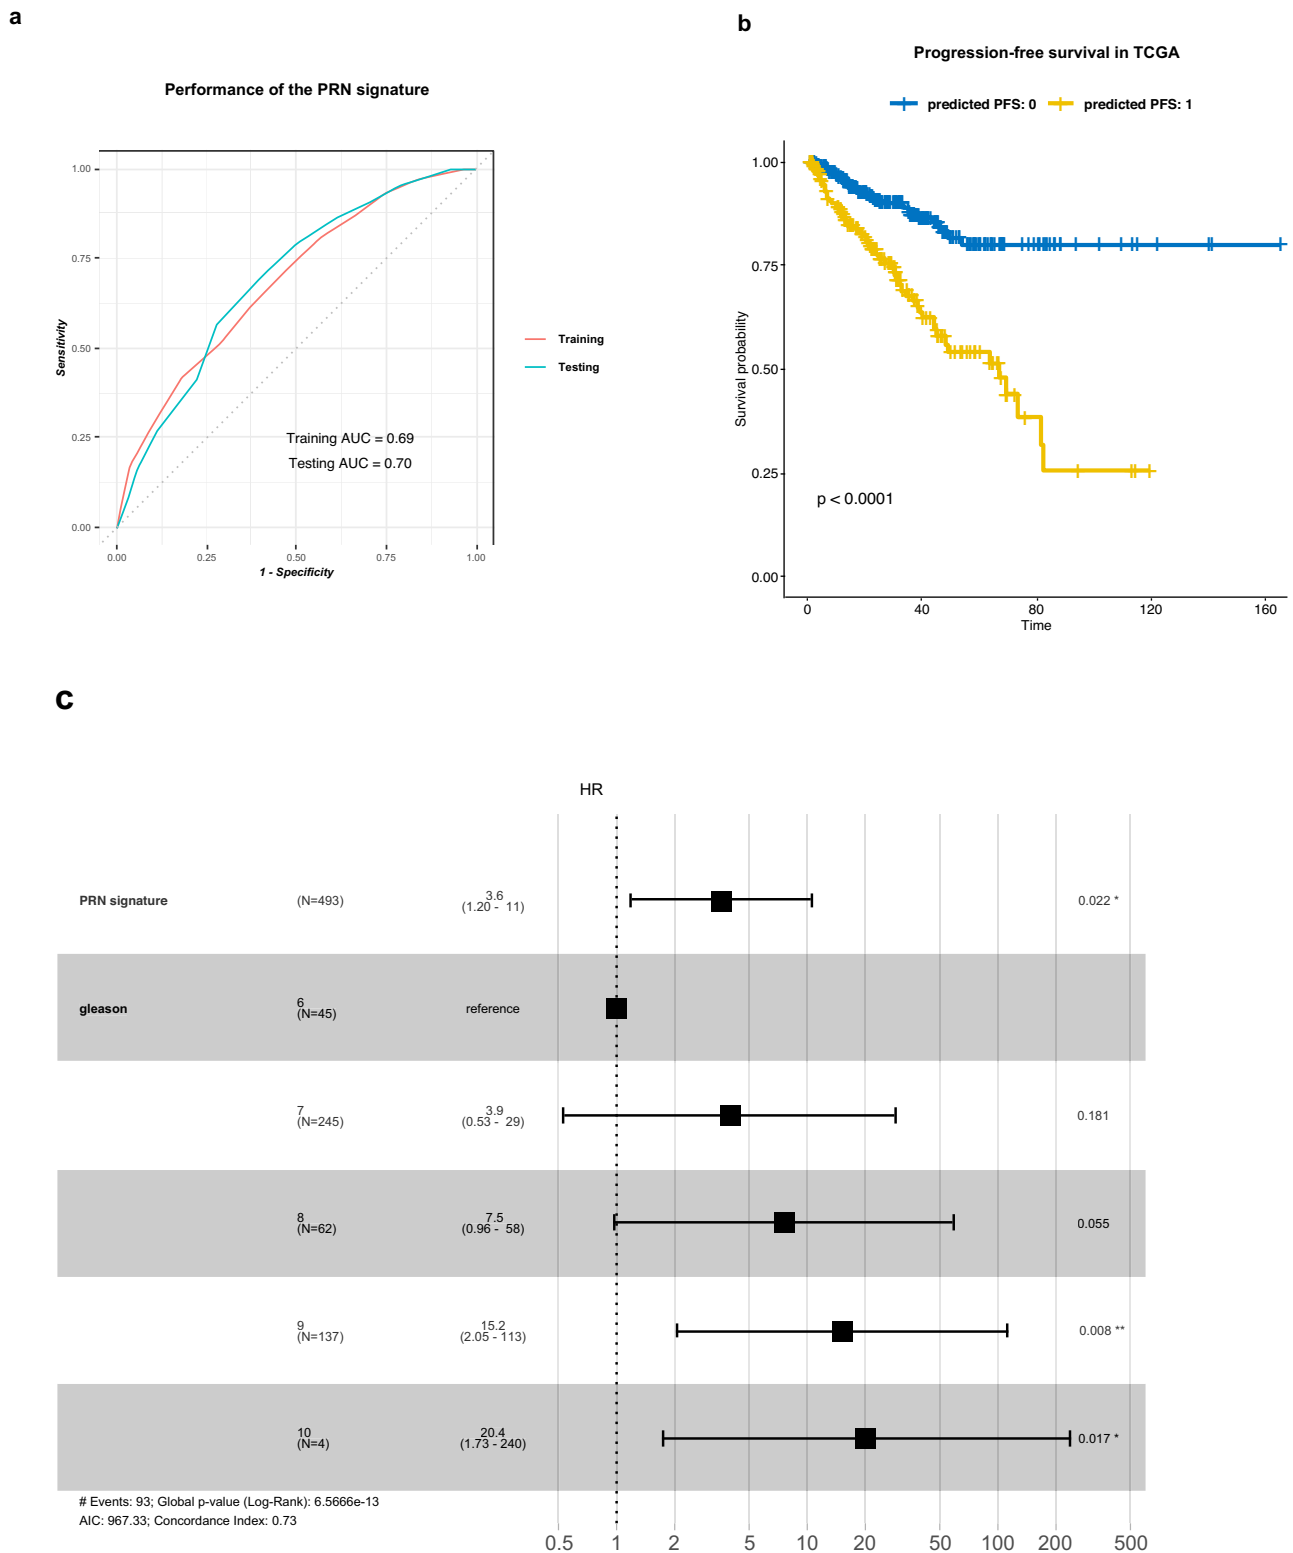 a
Performance of the PRN signature
1.00
0.75
0.50
0.25
0.00
Sensitivity
0.00 0.25 0.50 0.75 1.00
1 - Specificity
Training AUC = 0.69
Testing AUC = 0.70
Training
Testing
b
Progression-free survival in TCGA
predicted PFS: 0 predicted PFS: 1
1.00
0.75
0.50
0.25
0.00
Survival probability
p < 0.0001
0 40 80 120 160
Time
c
HR
PRN signature (N=493) 3.6 (1.20 - 11) 0.022 *
gleason 6 (N=45) reference
7 (N=245) 3.9 (0.53 - 29) 0.181
8 (N=62) 7.5 (0.96 - 58) 0.055
9 (N=137) 15.2 (2.05 - 113) 0.008 **
10 (N=4) 20.4 (1.73 - 240) 0.017 *
# Events: 93; Global p-value (Log-Rank): 6.5666e-13
AIC: 967.33; Concordance Index: 0.73
0.5 1 2 5 10 20 50 100 200 500